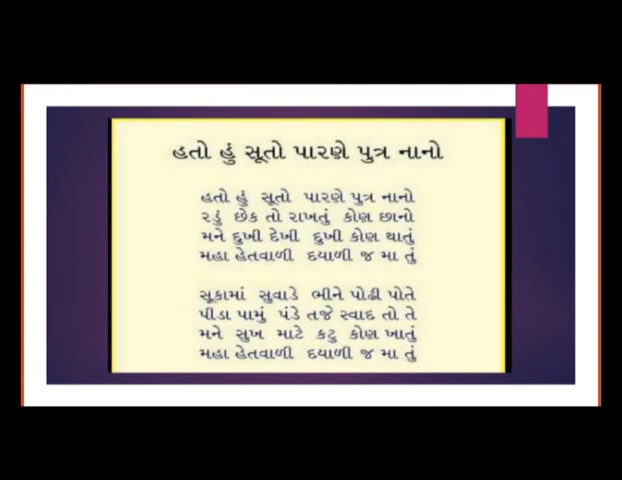 હતો હું સૂતો પારણે પુત્ર નાનો
હતો હું સૂતો પારણે પુત્ર નાનો
રડું છેક તો રાખતું કોણ છાનો
મને દુખી દેખી દુખી કોણ થાતું
મહા હેતવાળી દયાળી જ મા તું
સૂકામાં સુવાડે ભીને પોઢી પોતે
પીડા પામું પંડે તજે સ્વાદ તો તે
મને સુખ માટે કટુ કોણ ખાતું
મહા હેતવાળી દયાળી જ મા તું